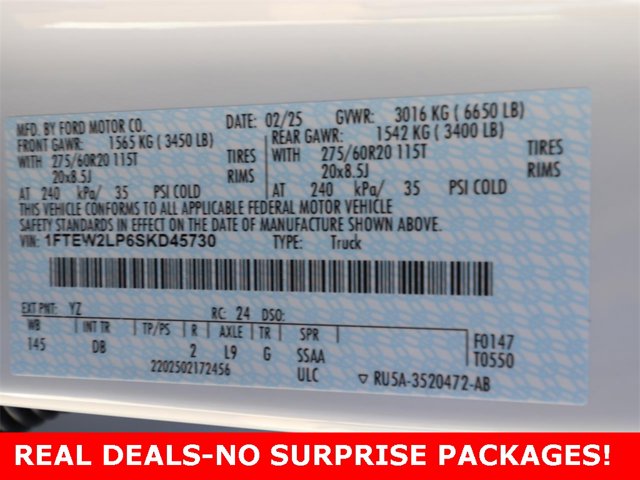 MFD. BY FORD MOTOR CO. DATE: 02/25 GVWR: 3016 KG ( 6650 LB)
FRONT GAWR: 1565 KG ( 3450 LB) REAR GAWR: 1542 KG ( 3400 LB)
WITH 275/60R20 115T TIRES WITH 275/60R20 115T TIRES
20x8.5J RIMS 20x8.5J RIMS
AT 240 kPa/ 35 PSI COLD AT 240 kPa/ 35 PSI COLD
THIS VEHICLE CONFORMS TO ALL APPLICABLE FEDERAL MOTOR VEHICLE
SAFETY STANDARDS IN EFFECT ON THE DATE OF MANUFACTURE SHOWN ABOVE.
VIN: 1FTEW2LP6SKD45730 TYPE: Truck
EXT PNT: YZ RC: 24 DSO:
WB INT TR TP/PS R AXLE TR SPR F0147
145 DB 2 L9 G SSAA T0550
2202502172456 ULC ▽ RU5A-3520472-AB
REAL DEALS-NO SURPRISE PACKAGES!